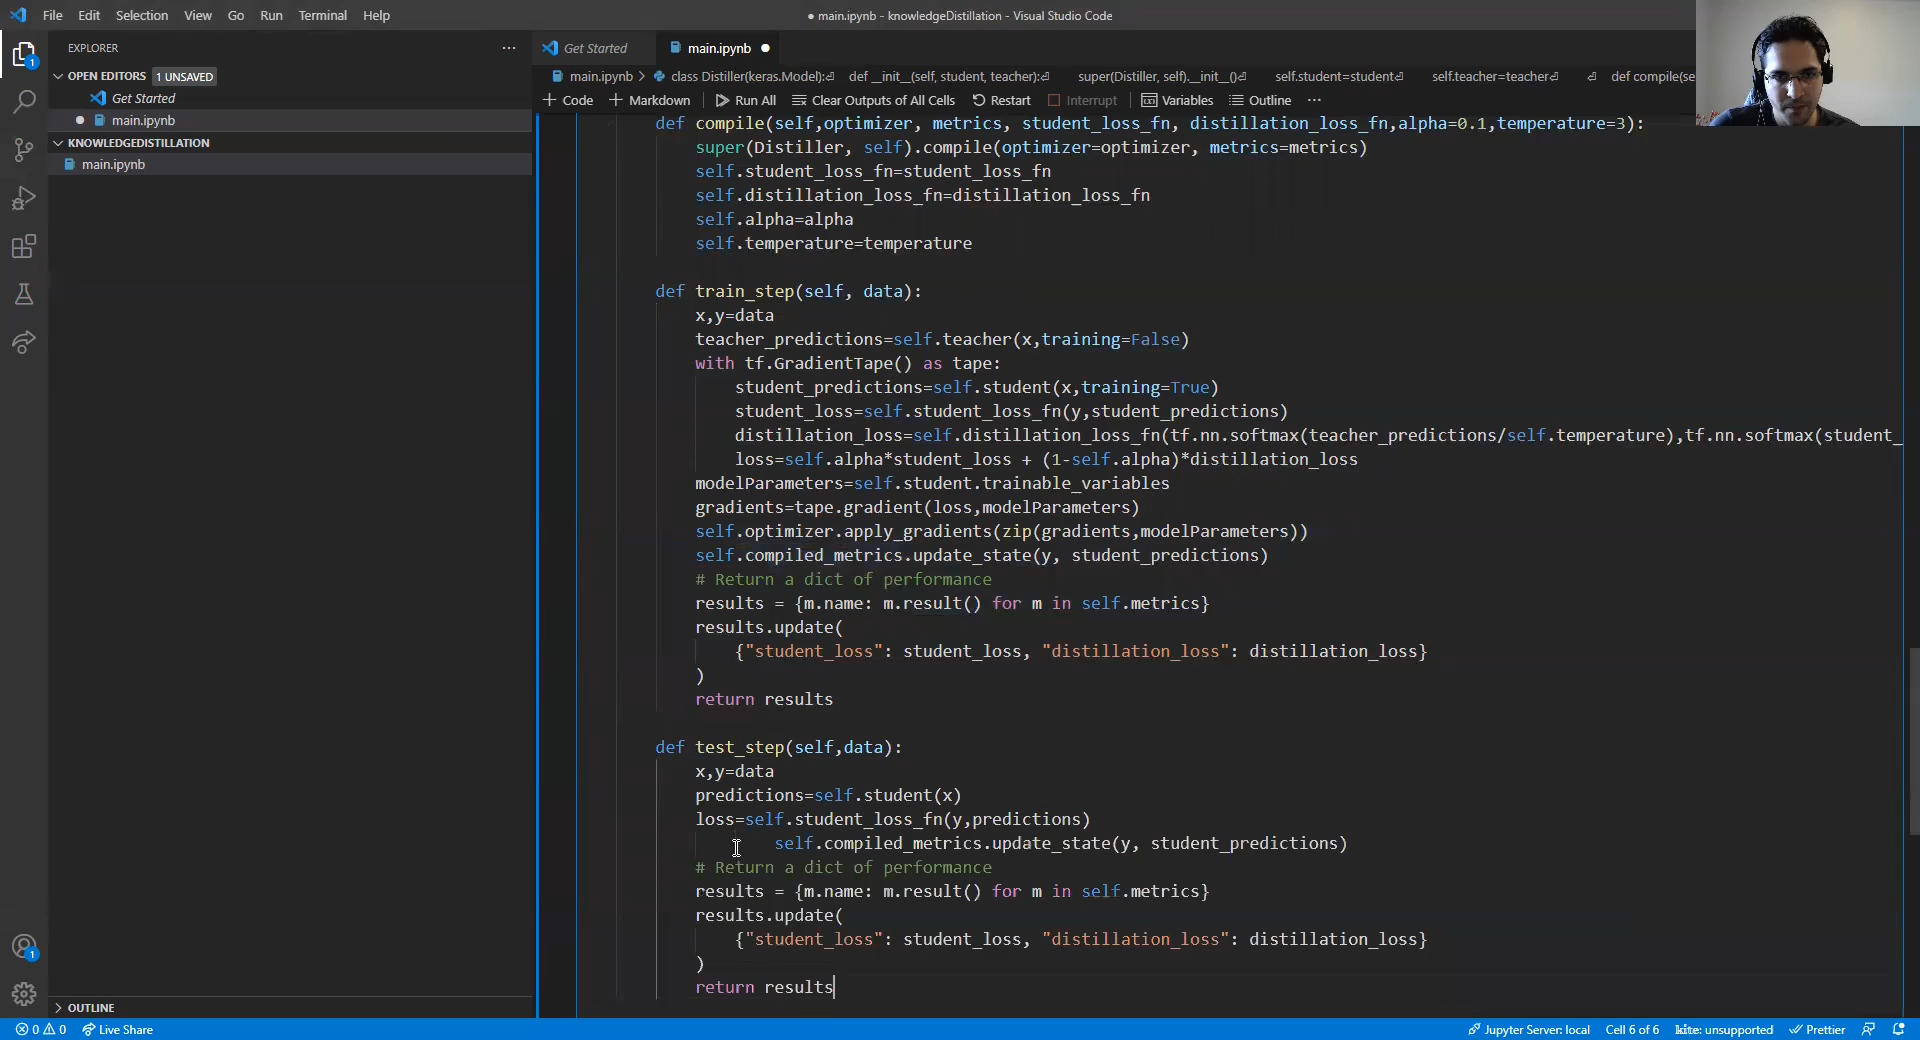 File Edit Selection View Go Run Terminal Help
● main.ipynb - knowledgeDistillation - Visual Studio Code
EXPLORER ···
OPEN EDITORS 1 UNSAVED
Get Started
● main.ipynb
KNOWLEDGEDISTILLATION
main.ipynb
OUTLINE
Get Started main.ipynb ●
main.ipynb > class Distiller(keras.Model): def __init__(self, student, teacher): super(Distiller, self).__init__() self.student=student self.teacher=teacher def compile(se
+ Code + Markdown Run All Clear Outputs of All Cells Restart Interrupt Variables Outline ···
def compile(self,optimizer, metrics, student_loss_fn, distillation_loss_fn,alpha=0.1,temperature=3):
super(Distiller, self).compile(optimizer=optimizer, metrics=metrics)
self.student_loss_fn=student_loss_fn
self.distillation_loss_fn=distillation_loss_fn
self.alpha=alpha
self.temperature=temperature
def train_step(self, data):
x,y=data
teacher_predictions=self.teacher(x,training=False)
with tf.GradientTape() as tape:
student_predictions=self.student(x,training=True)
student_loss=self.student_loss_fn(y,student_predictions)
distillation_loss=self.distillation_loss_fn(tf.nn.softmax(teacher_predictions/self.temperature),tf.nn.softmax(student_
loss=self.alpha*student_loss + (1-self.alpha)*distillation_loss
modelParameters=self.student.trainable_variables
gradients=tape.gradient(loss,modelParameters)
self.optimizer.apply_gradients(zip(gradients,modelParameters))
self.compiled_metrics.update_state(y, student_predictions)
# Return a dict of performance
results = {m.name: m.result() for m in self.metrics}
results.update(
{"student_loss": student_loss, "distillation_loss": distillation_loss}
)
return results
def test_step(self,data):
x,y=data
predictions=self.student(x)
loss=self.student_loss_fn(y,predictions)
self.compiled_metrics.update_state(y, student_predictions)
# Return a dict of performance
results = {m.name: m.result() for m in self.metrics}
results.update(
{"student_loss": student_loss, "distillation_loss": distillation_loss}
)
return results
0 0 Live Share Jupyter Server: local Cell 6 of 6 kite: unsupported Prettier